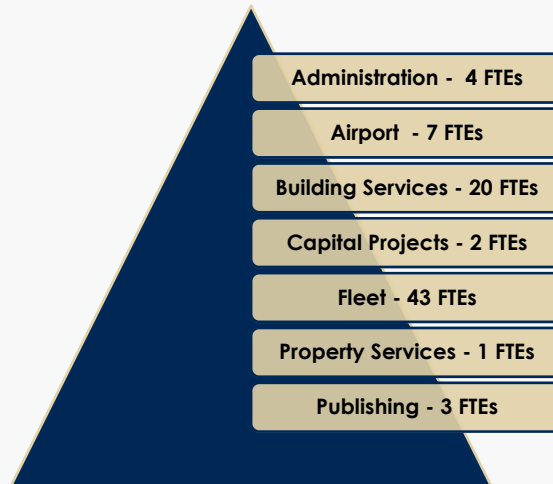 Administration -  4 FTEs
Airport  - 7 FTEs
Building Services - 20 FTEs
Capital Projects - 2 FTEs
Fleet - 43 FTEs
Property Services - 1 FTEs
Publishing - 3 FTEs